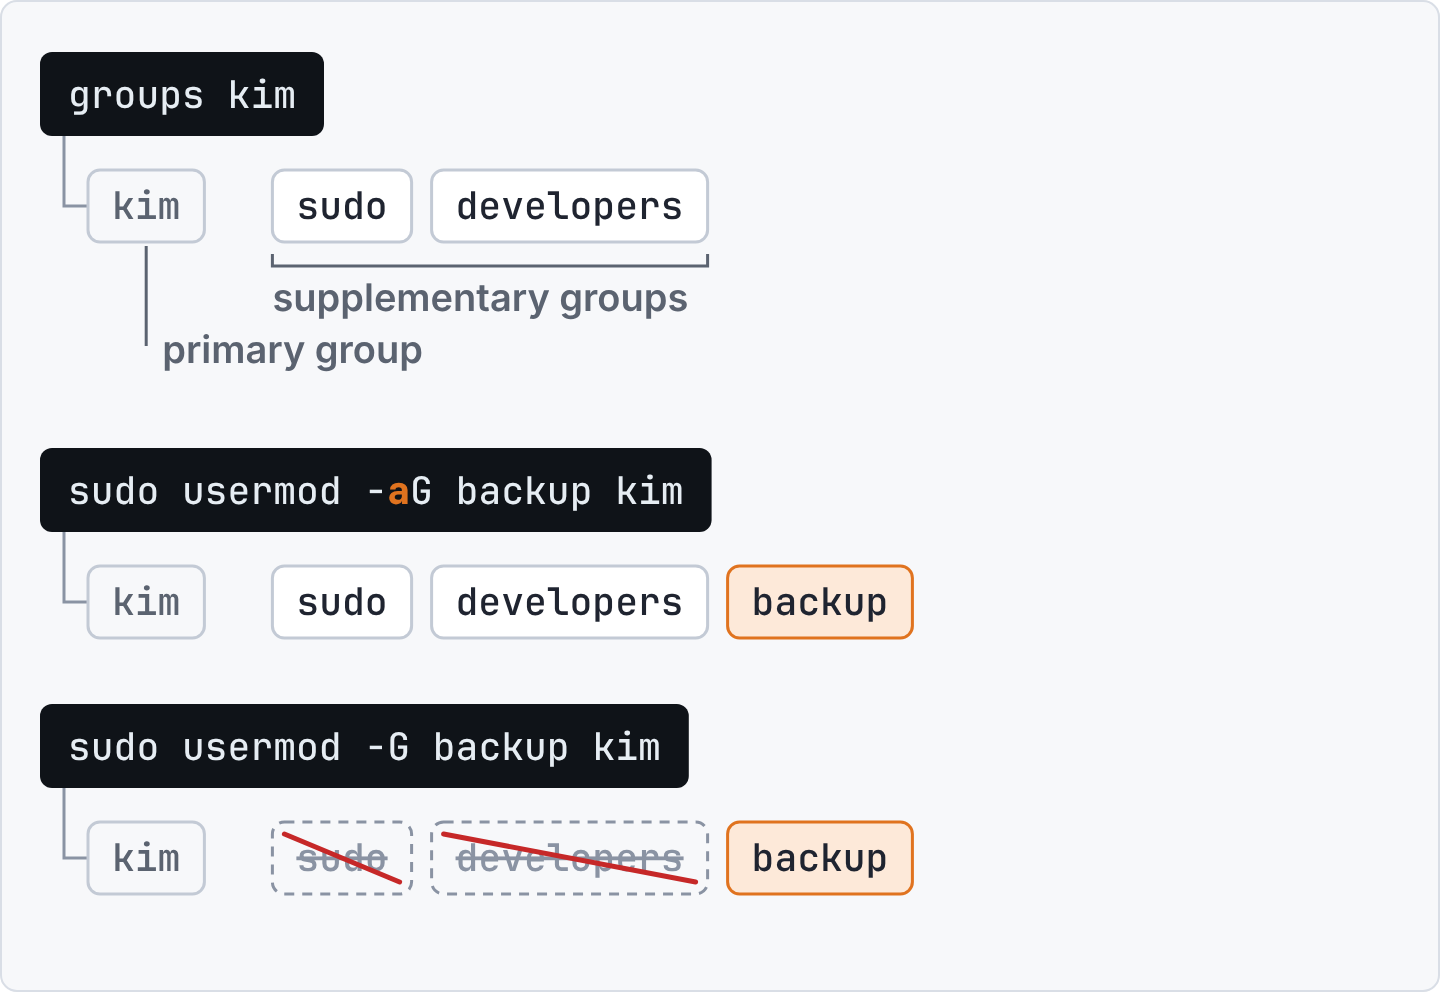 groups kim
kim sudo developers
supplementary groups
primary group
sudo usermod -aG backup kim
kim sudo developers backup
sudo usermod -G backup kim
kim sudo developers backup